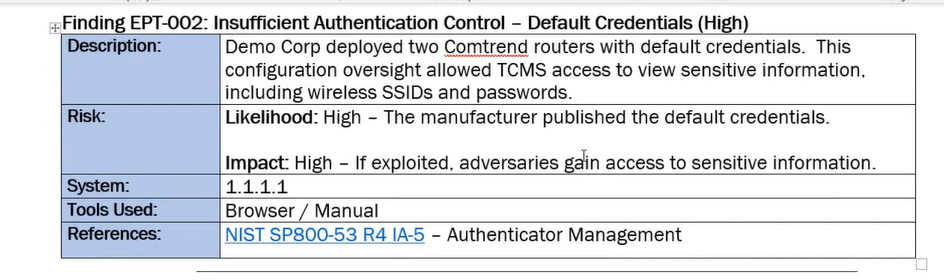 Finding EPT-002: Insufficient Authentication Control – Default Credentials (High)
Description: Demo Corp deployed two Comtrend routers with default credentials. This
configuration oversight allowed TCMS access to view sensitive information,
including wireless SSIDs and passwords.
Risk: Likelihood: High – The manufacturer published the default credentials.
Impact: High – If exploited, adversaries gain access to sensitive information.
System: 1.1.1.1
Tools Used: Browser / Manual
References: NIST SP800-53 R4 IA-5 – Authenticator Management